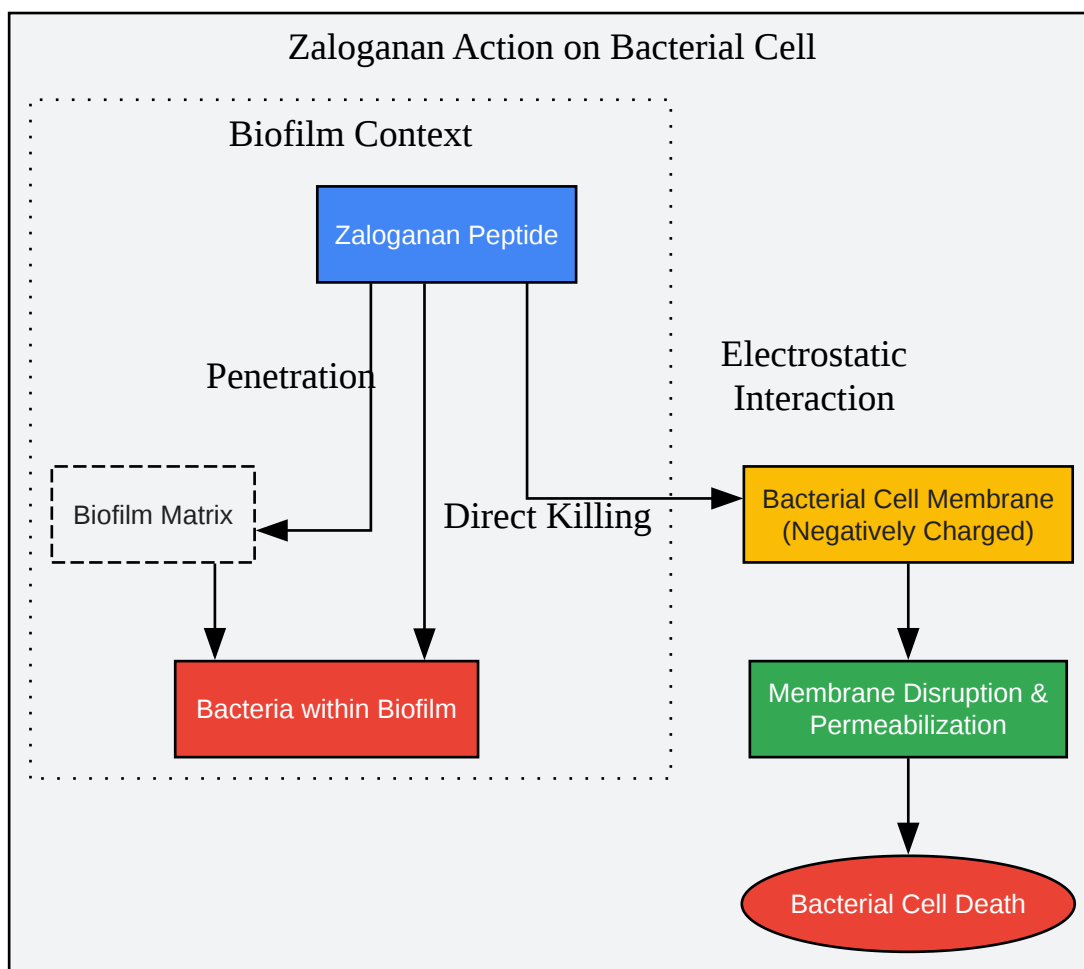 Zaloganan Action on Bacterial Cell
Biofilm Context
Zaloganan Peptide
Penetration
Electrostatic
Interaction
Biofilm Matrix
Direct Killing
Bacterial Cell Membrane
(Negatively Charged)
Bacteria within Biofilm
Membrane Disruption &
Permeabilization
Bacterial Cell Death